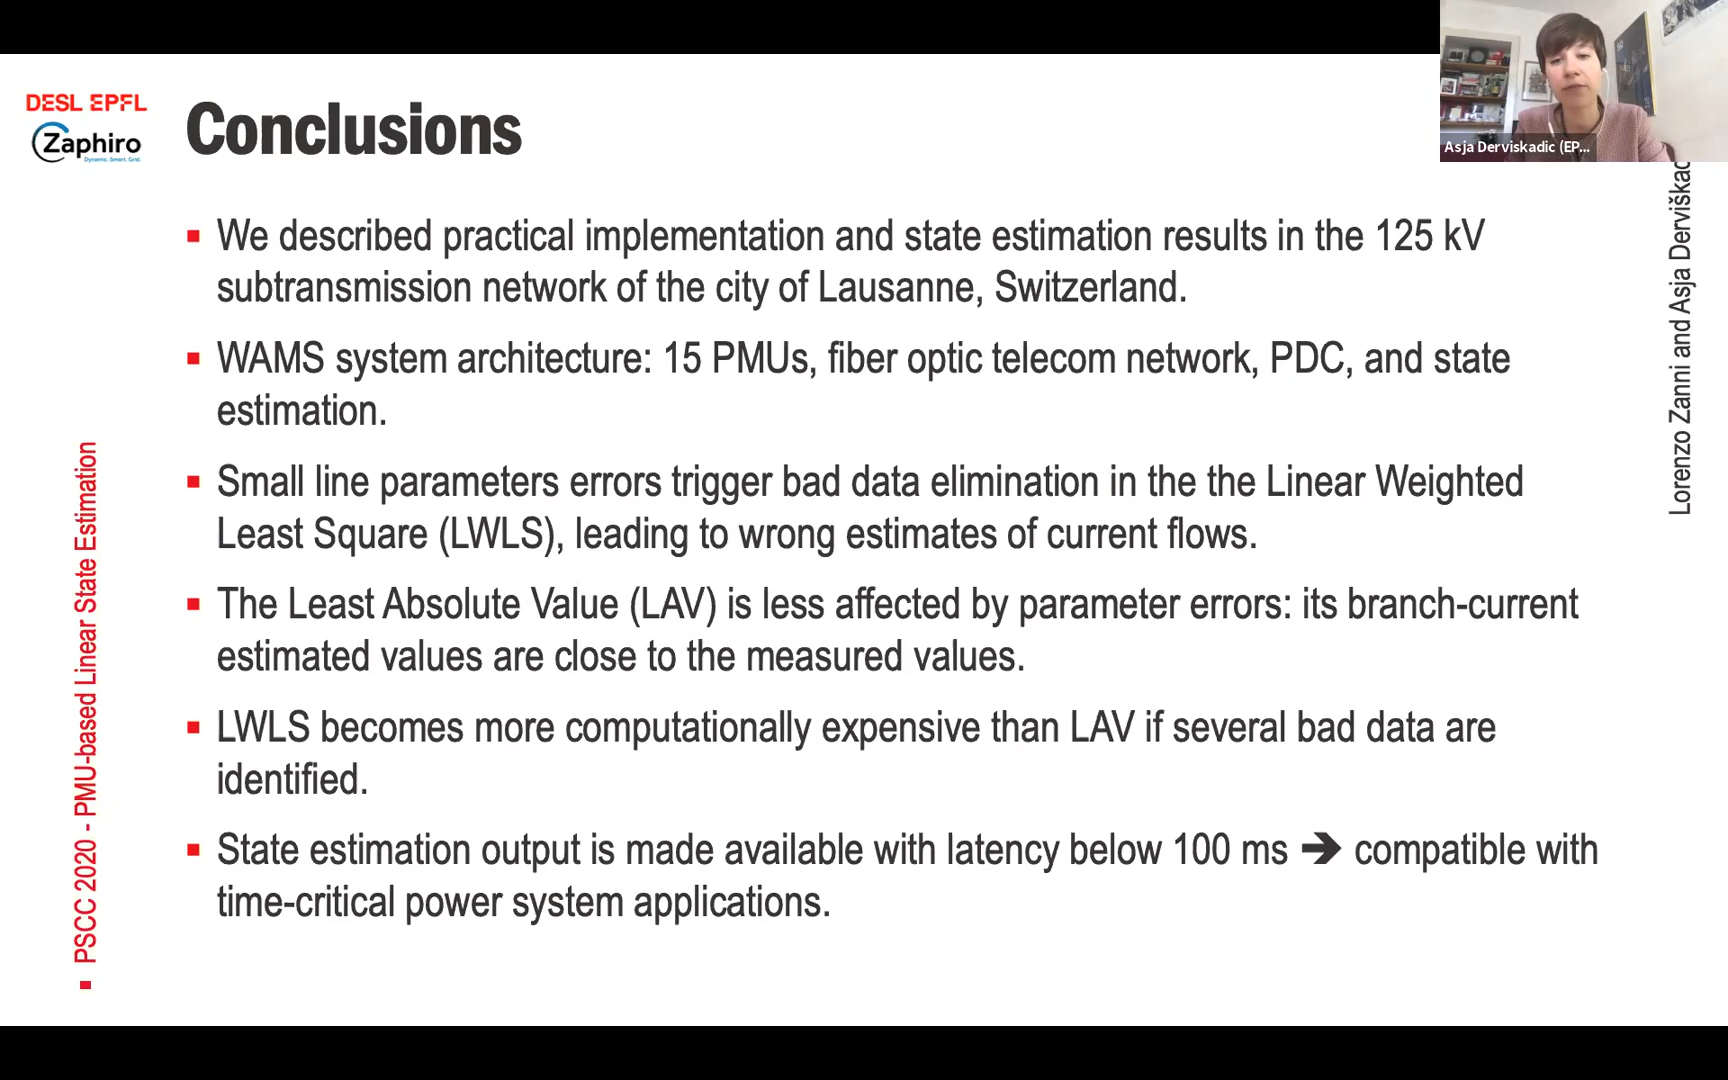 DESL EPFL
Zaphiro
Dynamic. Smart. Grid.
Conclusions
Asja Derviskadic (EP...
We described practical implementation and state estimation results in the 125 kV
subtransmission network of the city of Lausanne, Switzerland.
WAMS system architecture: 15 PMUs, fiber optic telecom network, PDC, and state
estimation.
Small line parameters errors trigger bad data elimination in the the Linear Weighted
Least Square (LWLS), leading to wrong estimates of current flows.
The Least Absolute Value (LAV) is less affected by parameter errors: its branch-current
estimated values are close to the measured values.
LWLS becomes more computationally expensive than LAV if several bad data are
identified.
State estimation output is made available with latency below 100 ms ➔ compatible with
time-critical power system applications.
PSCC 2020 - PMU-based Linear State Estimation
Lorenzo Zanni and Asja Derviškad